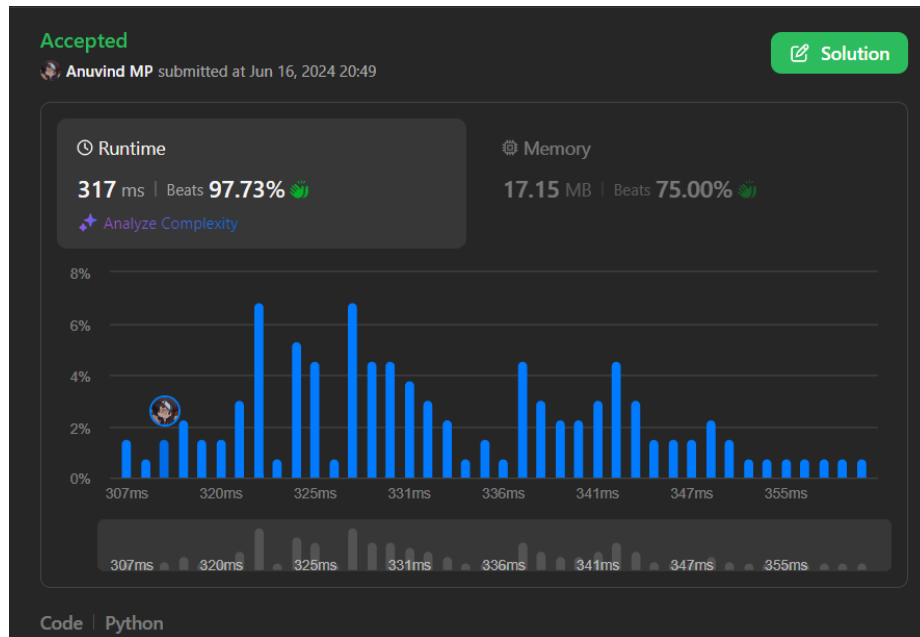 Accepted
Anuvind MP submitted at Jun 16, 2024 20:49
Solution
Runtime
317 ms | Beats 97.73%
Analyze Complexity
Memory
17.15 MB | Beats 75.00%
8%
6%
4%
2%
0%
307ms 320ms 325ms 331ms 336ms 341ms 347ms 355ms
307ms 320ms 325ms 331ms 336ms 341ms 347ms 355ms
Code | Python